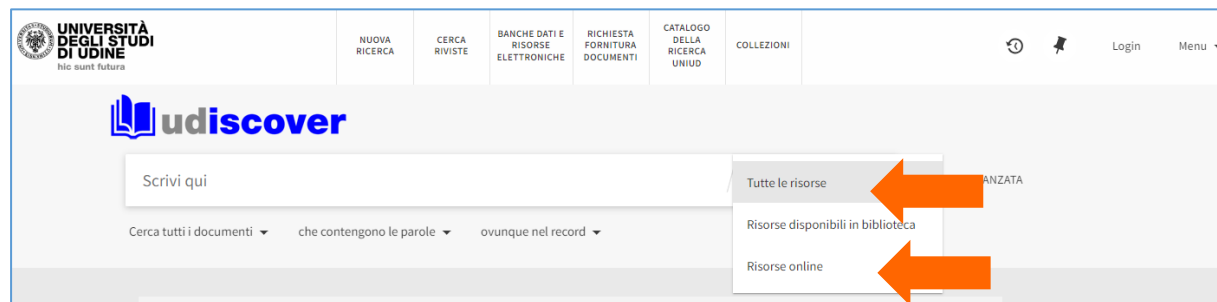 UNIVERSITÀ
DEGLI STUDI
DI UDINE
hic sunt futura
NUOVA
RICERCA
CERCA
RIVISTE
BANCHE DATI E
RISORSE
ELETTRONICHE
RICHIESTA
FORNITURA
DOCUMENTI
CATALOGO
DELLA
RICERCA
UNIUD
COLLEZIONI
Login
Menu
udiscover
Scrivi qui
Tutte le risorse
ANZATA
Cerca tutti i documenti
che contengono le parole
ovunque nel record
Risorse disponibili in biblioteca
Risorse online